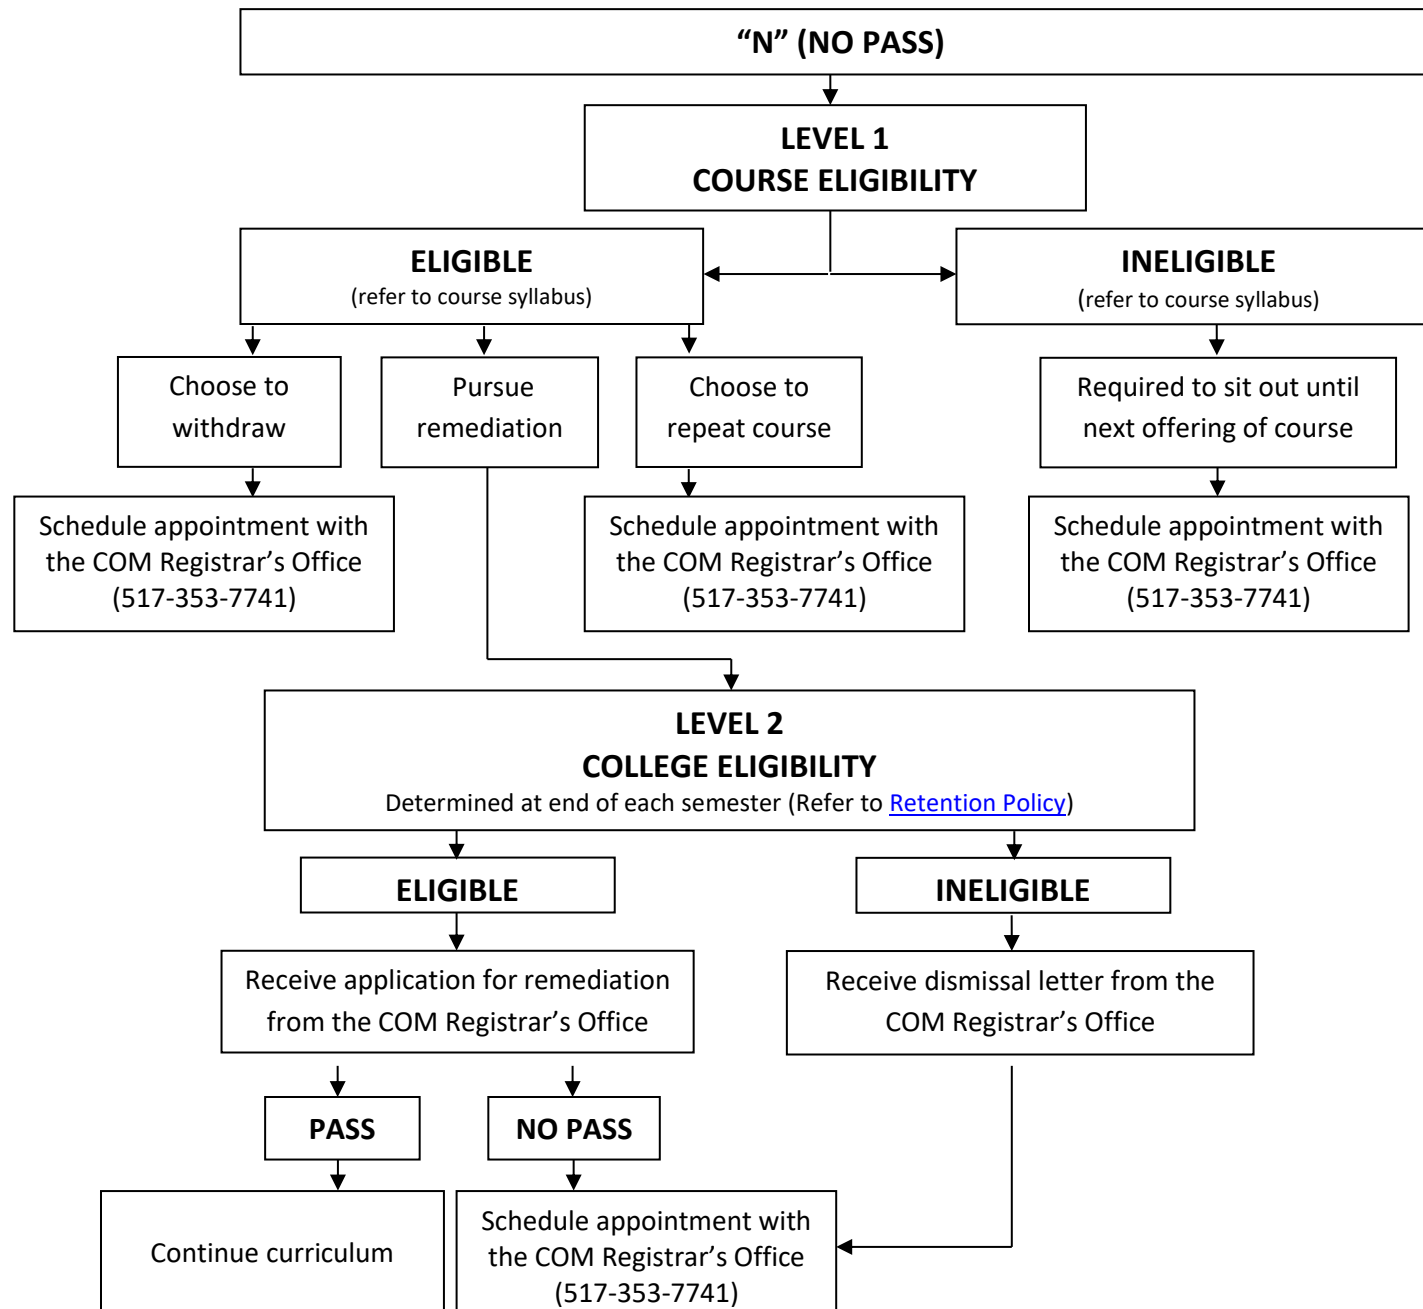 “N” (NO PASS)
LEVEL 1
COURSE ELIGIBILITY
ELIGIBLE
(refer to course syllabus)
INELIGIBLE
(refer to course syllabus)
Choose to
withdraw
Pursue
remediation
Choose to
repeat course
Required to sit out until
next offering of course
Schedule appointment with
the COM Registrar’s Office
(517-353-7741)
Schedule appointment with
the COM Registrar’s Office
(517-353-7741)
Schedule appointment with
the COM Registrar’s Office
(517-353-7741)
LEVEL 2
COLLEGE ELIGIBILITY
Determined at end of each semester (Refer to Retention Policy)
ELIGIBLE
INELIGIBLE
Receive application for remediation
from the COM Registrar’s Office
Receive dismissal letter from the
COM Registrar’s Office
PASS
NO PASS
Continue curriculum
Schedule appointment with
the COM Registrar’s Office
(517-353-7741)